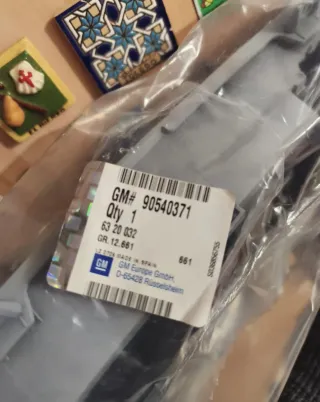 GM# 90540371
Qty 1
63 20 032
GR.12.661 661
MADE IN SPAIN
GM GM Europe GmbH,
D-65428 Rüsselsheim